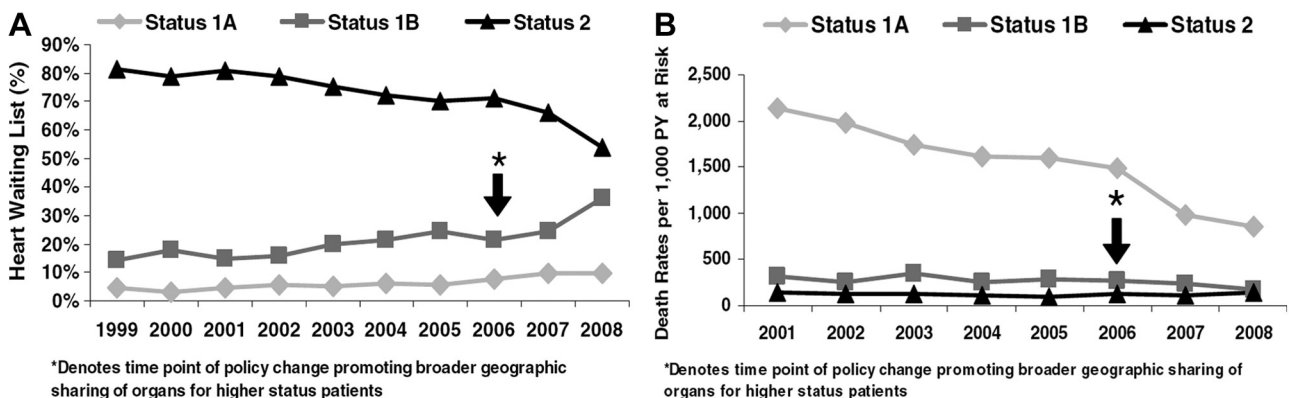 A
Status 1A
Status 1B
Status 2
Heart Waiting List (%)
90%
80%
70%
60%
50%
40%
30%
20%
10%
0%
*
1999 2000 2001 2002 2003 2004 2005 2006 2007 2008
*Denotes time point of policy change promoting broader geographic
sharing of organs for higher status patients
B
Status 1A
Status 1B
Status 2
Death Rates per 1,000 PY at Risk
2,500
2,000
1,500
1,000
500
0
*
2001 2002 2003 2004 2005 2006 2007 2008
*Denotes time point of policy change promoting broader geographic sharing of
organs for higher status patients